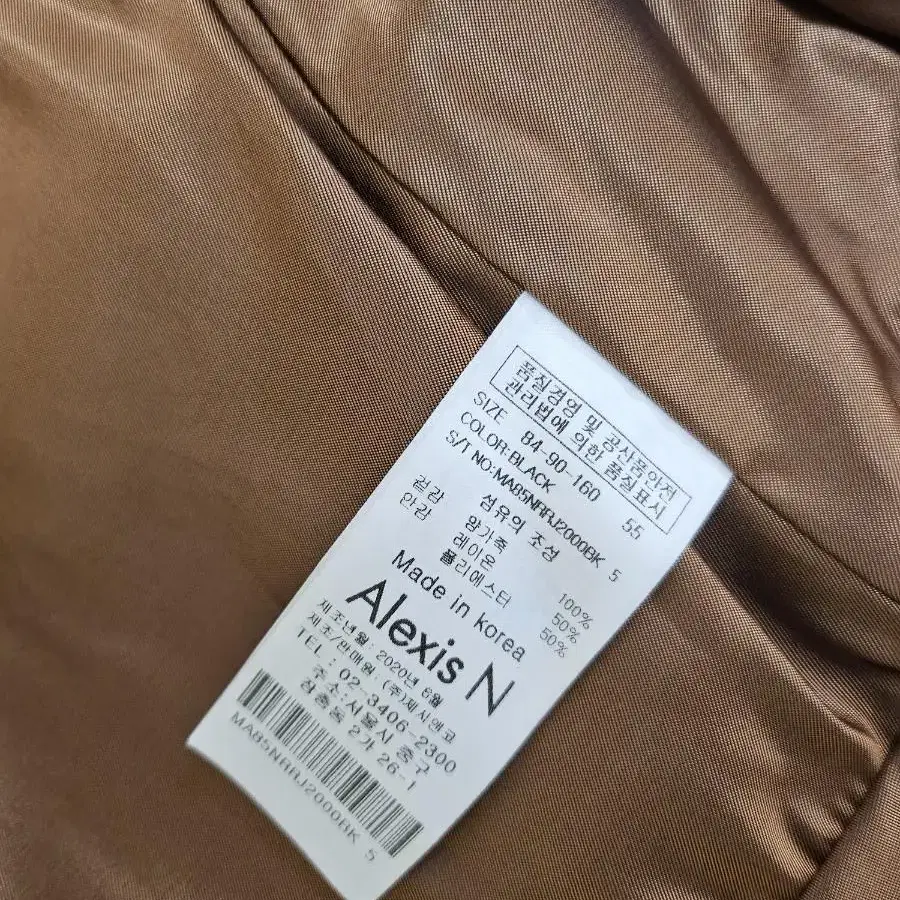 품질경영 및 공산품안전
관리법에 의한 품질표시
SIZE 84-90-160 55
COLOR:BLACK
S/T NO:MA85NRRJ2000BK 5
섬유의 조성
겉감 양가죽 100%
안감 레이온 50%
폴리에스터 50%
Made in korea
Alexis N
제조년월: 2020년 6월
제조/판매원: (주)제시앤코
TEL: 02-3406-2300
주소:서울시 중구
장충동 2가 26-1
MA85NRRJ2000BK 5